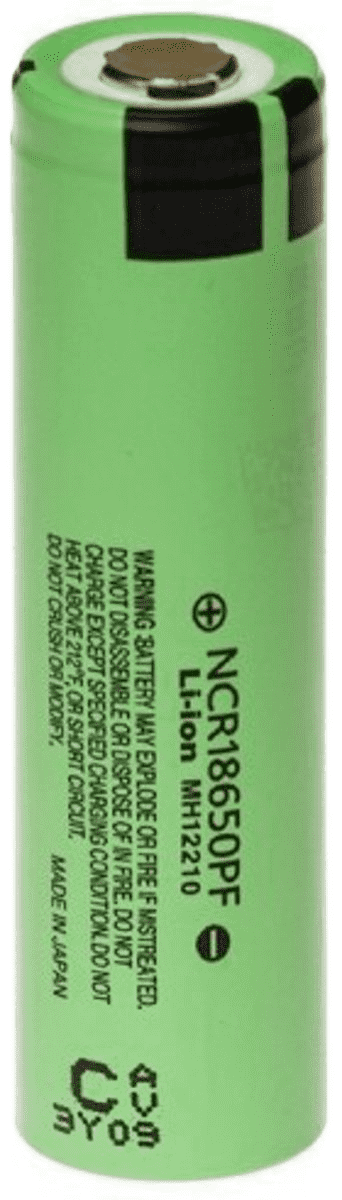 ⊕ NCR18650PF ⊖
Li-ion MH12210
WARNING :BATTERY MAY EXPLODE OR FIRE IF MISTREATED.
DO NOT DISASSEMBLE OR DISPOSE OF IN FIRE. DO NOT
CHARGE EXCEPT SPECIFIED CHARGING CONDITION. DO NOT
HEAT ABOVE 212°F, OR SHORT CIRCUIT.
DO NOT CRUSH OR MODIFY. MADE IN JAPAN